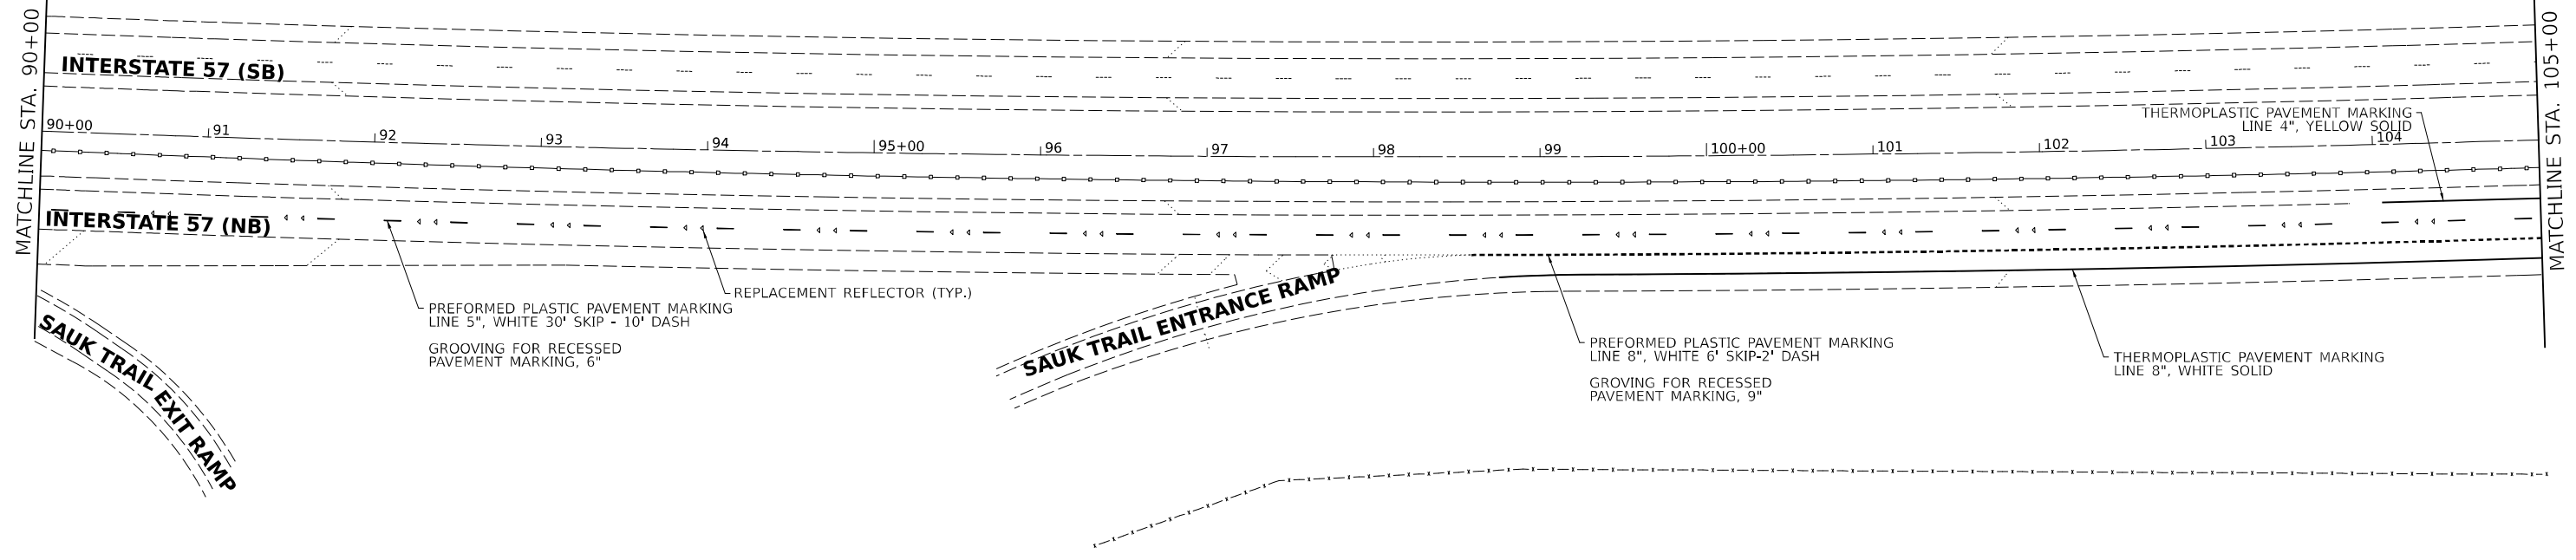 MATCHLINE STA. 90+00
INTERSTATE 57 (SB)
90+00
91
92
93
94
95+00
96
97
98
99
100+00
101
102
103
104
THERMOPLASTIC PAVEMENT MARKING
LINE 4", YELLOW SOLID
MATCHLINE STA. 105+00
INTERSTATE 57 (NB)
REPLACEMENT REFLECTOR (TYP.)
PREFORMED PLASTIC PAVEMENT MARKING
LINE 5", WHITE 30' SKIP - 10' DASH
GROOVING FOR RECESSED
PAVEMENT MARKING, 6"
SAUK TRAIL EXIT RAMP
SAUK TRAIL ENTRANCE RAMP
PREFORMED PLASTIC PAVEMENT MARKING
LINE 8", WHITE 6' SKIP-2' DASH
GROVING FOR RECESSED
PAVEMENT MARKING, 9"
THERMOPLASTIC PAVEMENT MARKING
LINE 8", WHITE SOLID